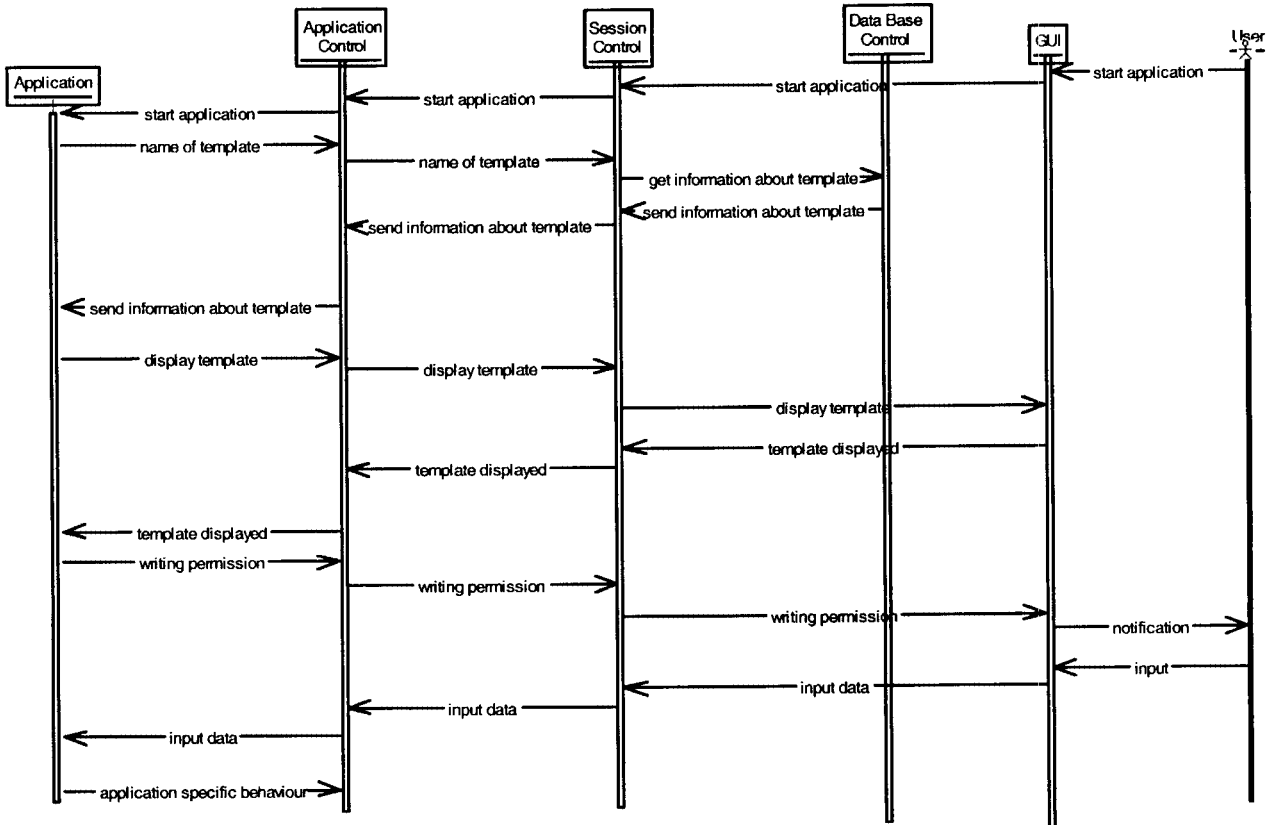 Application
Control
Session
Control
Data Base
Control
GUI
User
Application
start application
start application
start application
start application
name of template
name of template
get information about template
send information about template
send information about template
send information about template
display template
display template
display template
template displayed
template displayed
template displayed
writing permission
writing permission
writing permission
notification
input
input data
input data
input data
application specific behaviour